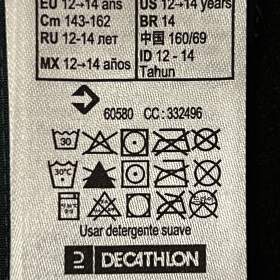 EU 12→14 ans
US 12→14 years
Cm 143-162
BR 14
RU 12-14 лет
中国 160/69
MX 12→14 años
ID 12 - 14
Tahun
60580 CC: 332496
30
30°C
Usar detergente suave
DECATHLON